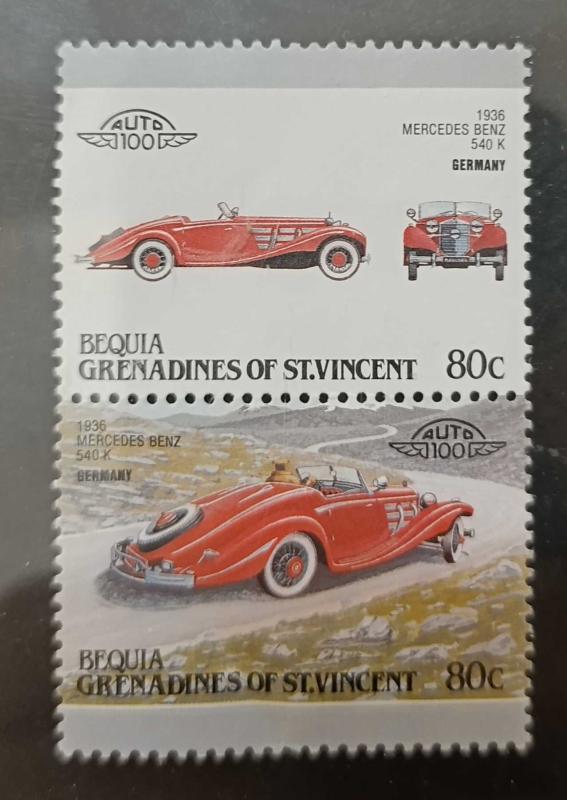 AUTO
100
1936
MERCEDES BENZ
540 K
GERMANY
BEQUIA
GRENADINES OF ST.VINCENT 80c
1936
MERCEDES BENZ
540 K
GERMANY
AUTO
100
BEQUIA
GRENADINES OF ST.VINCENT 80c